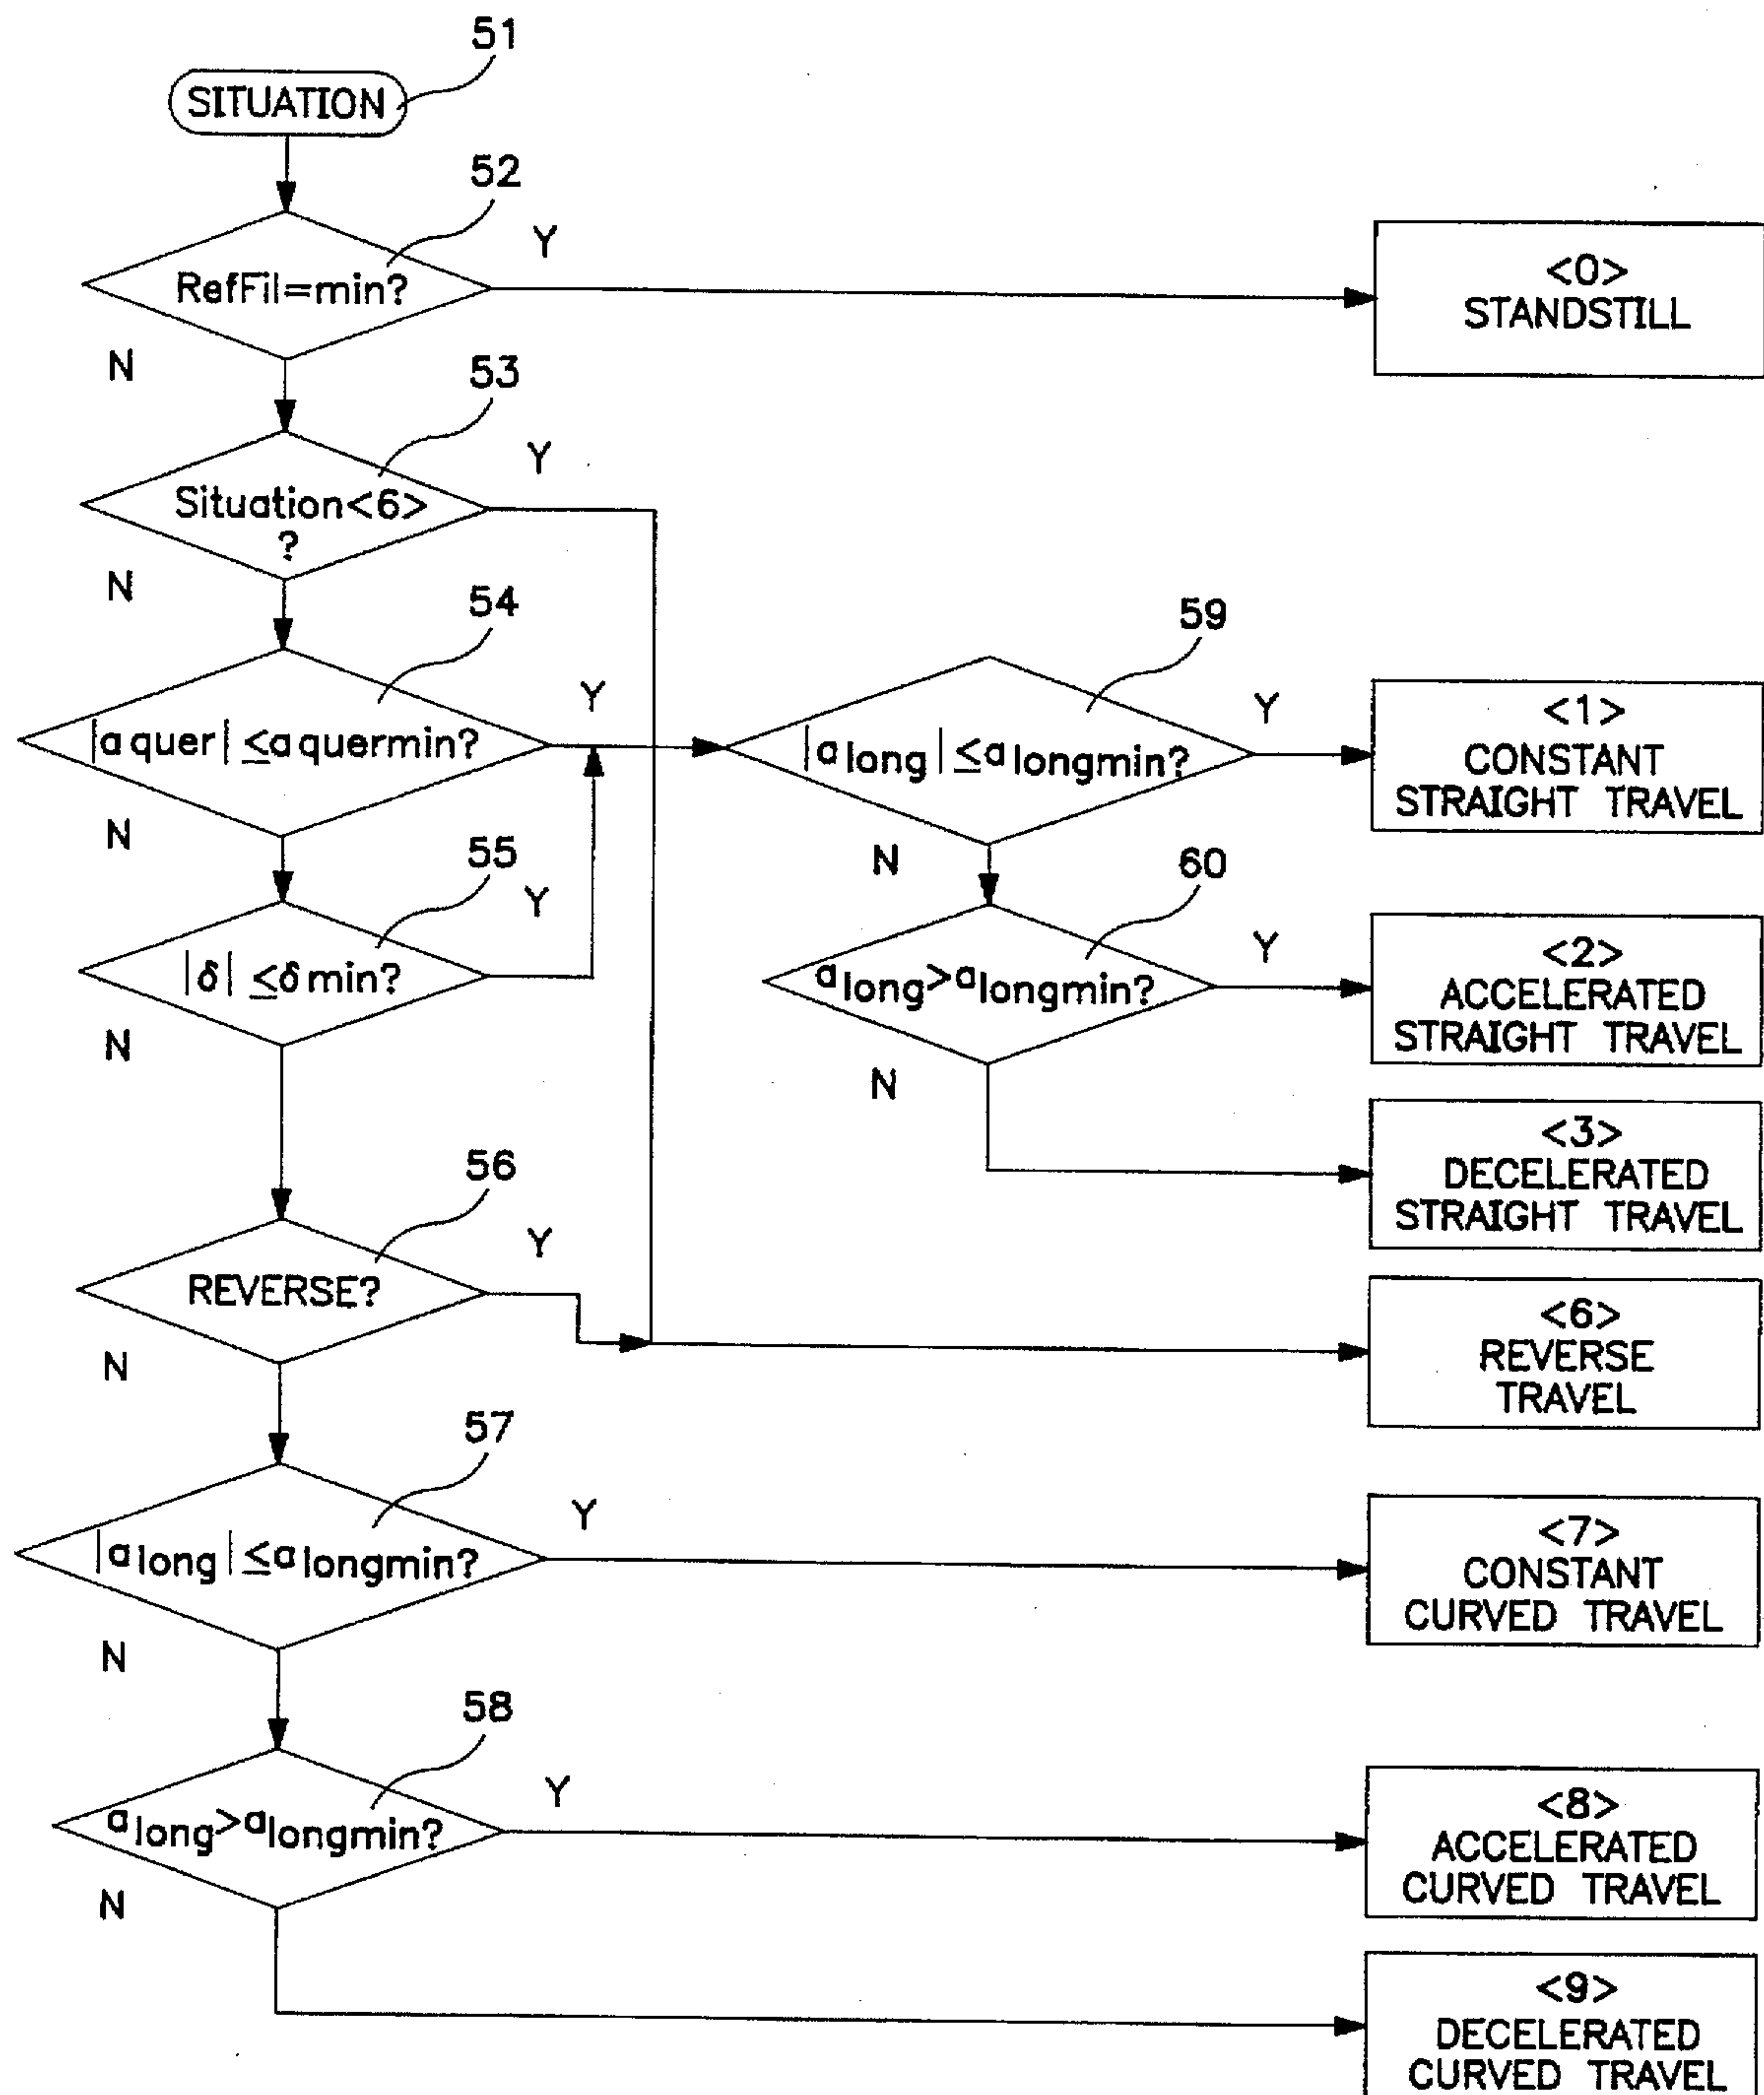 51
SITUATION
52
RefFil=min?
Y
N
<0>
STANDSTILL
53
Situation<6>
?
Y
N
54
|a quer| ≤a quermin?
Y
N
59
|a long| ≤a longmin?
Y
N
<1>
CONSTANT
STRAIGHT TRAVEL
55
|δ| ≤δ min?
Y
N
60
a long>a longmin?
Y
N
<2>
ACCELERATED
STRAIGHT TRAVEL
<3>
DECELERATED
STRAIGHT TRAVEL
56
REVERSE?
Y
N
<6>
REVERSE
TRAVEL
57
|a long| ≤a longmin?
Y
N
<7>
CONSTANT
CURVED TRAVEL
58
a long>a longmin?
Y
N
<8>
ACCELERATED
CURVED TRAVEL
<9>
DECELERATED
CURVED TRAVEL